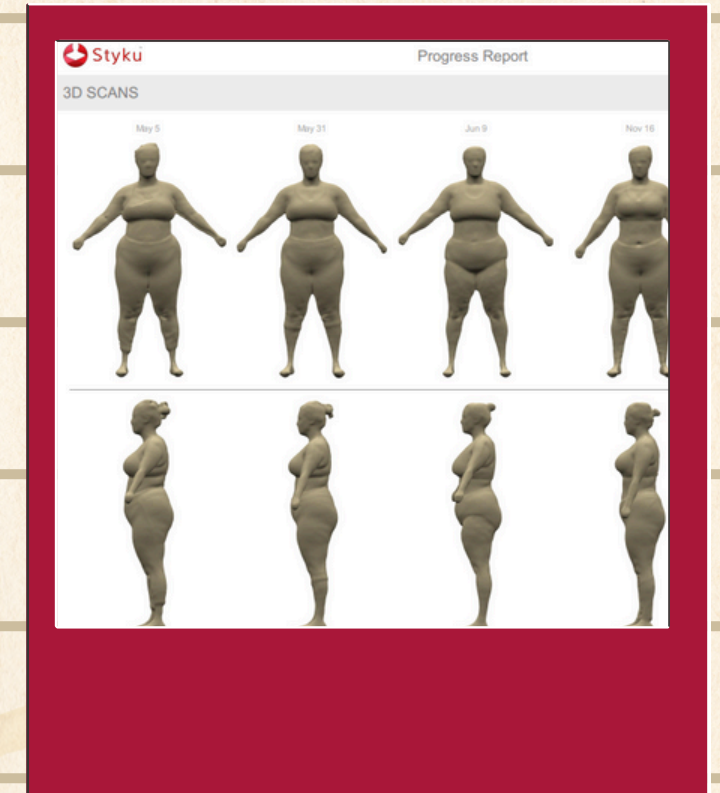 Styku
Progress Report
3D SCANS
May 5
May 31
Jun 9
Nov 16